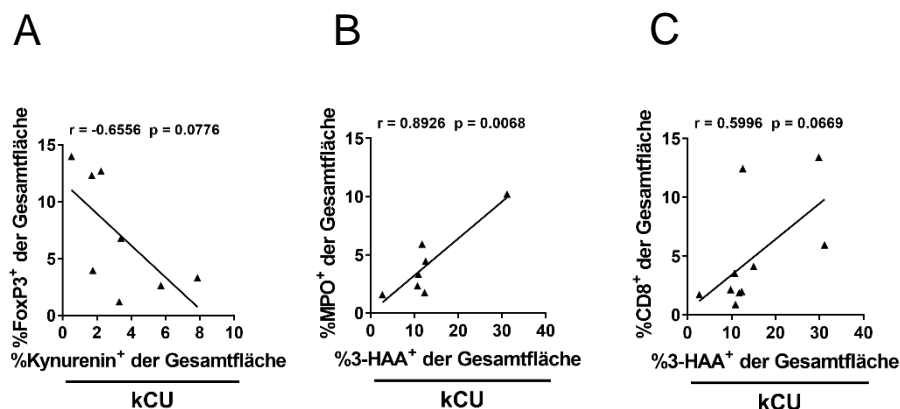 A
B
C
r = -0.6556 p = 0.0776
r = 0.8926 p = 0.0068
r = 0.5996 p = 0.0669
%FoxP3⁺ der Gesamtfläche
15
10
5
0
0 2 4 6 8 10
%Kynurenin⁺ der Gesamtfläche
kCU
%MPO⁺ der Gesamtfläche
15
10
5
0
0 10 20 30 40
%3-HAA⁺ der Gesamtfläche
kCU
%CD8⁺ der Gesamtfläche
15
10
5
0
0 10 20 30 40
%3-HAA⁺ der Gesamtfläche
kCU